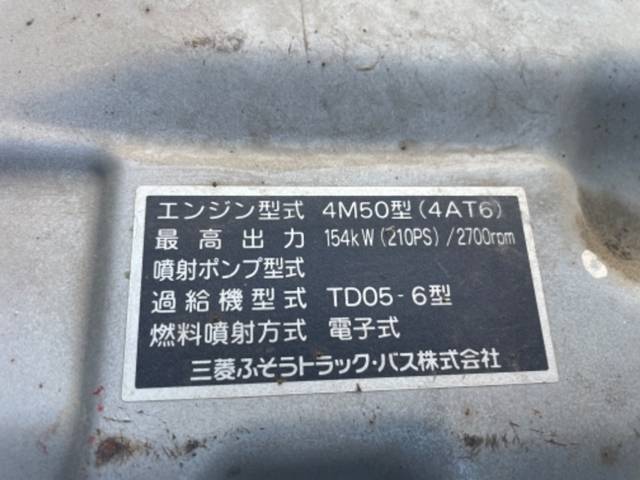 エンジン型式 4M50型(4AT6)
最高出力 154kW(210PS)/2700rpm
噴射ポンプ型式
過給機型式 TD05-6型
燃料噴射方式 電子式
三菱ふそうトラック・バス株式会社